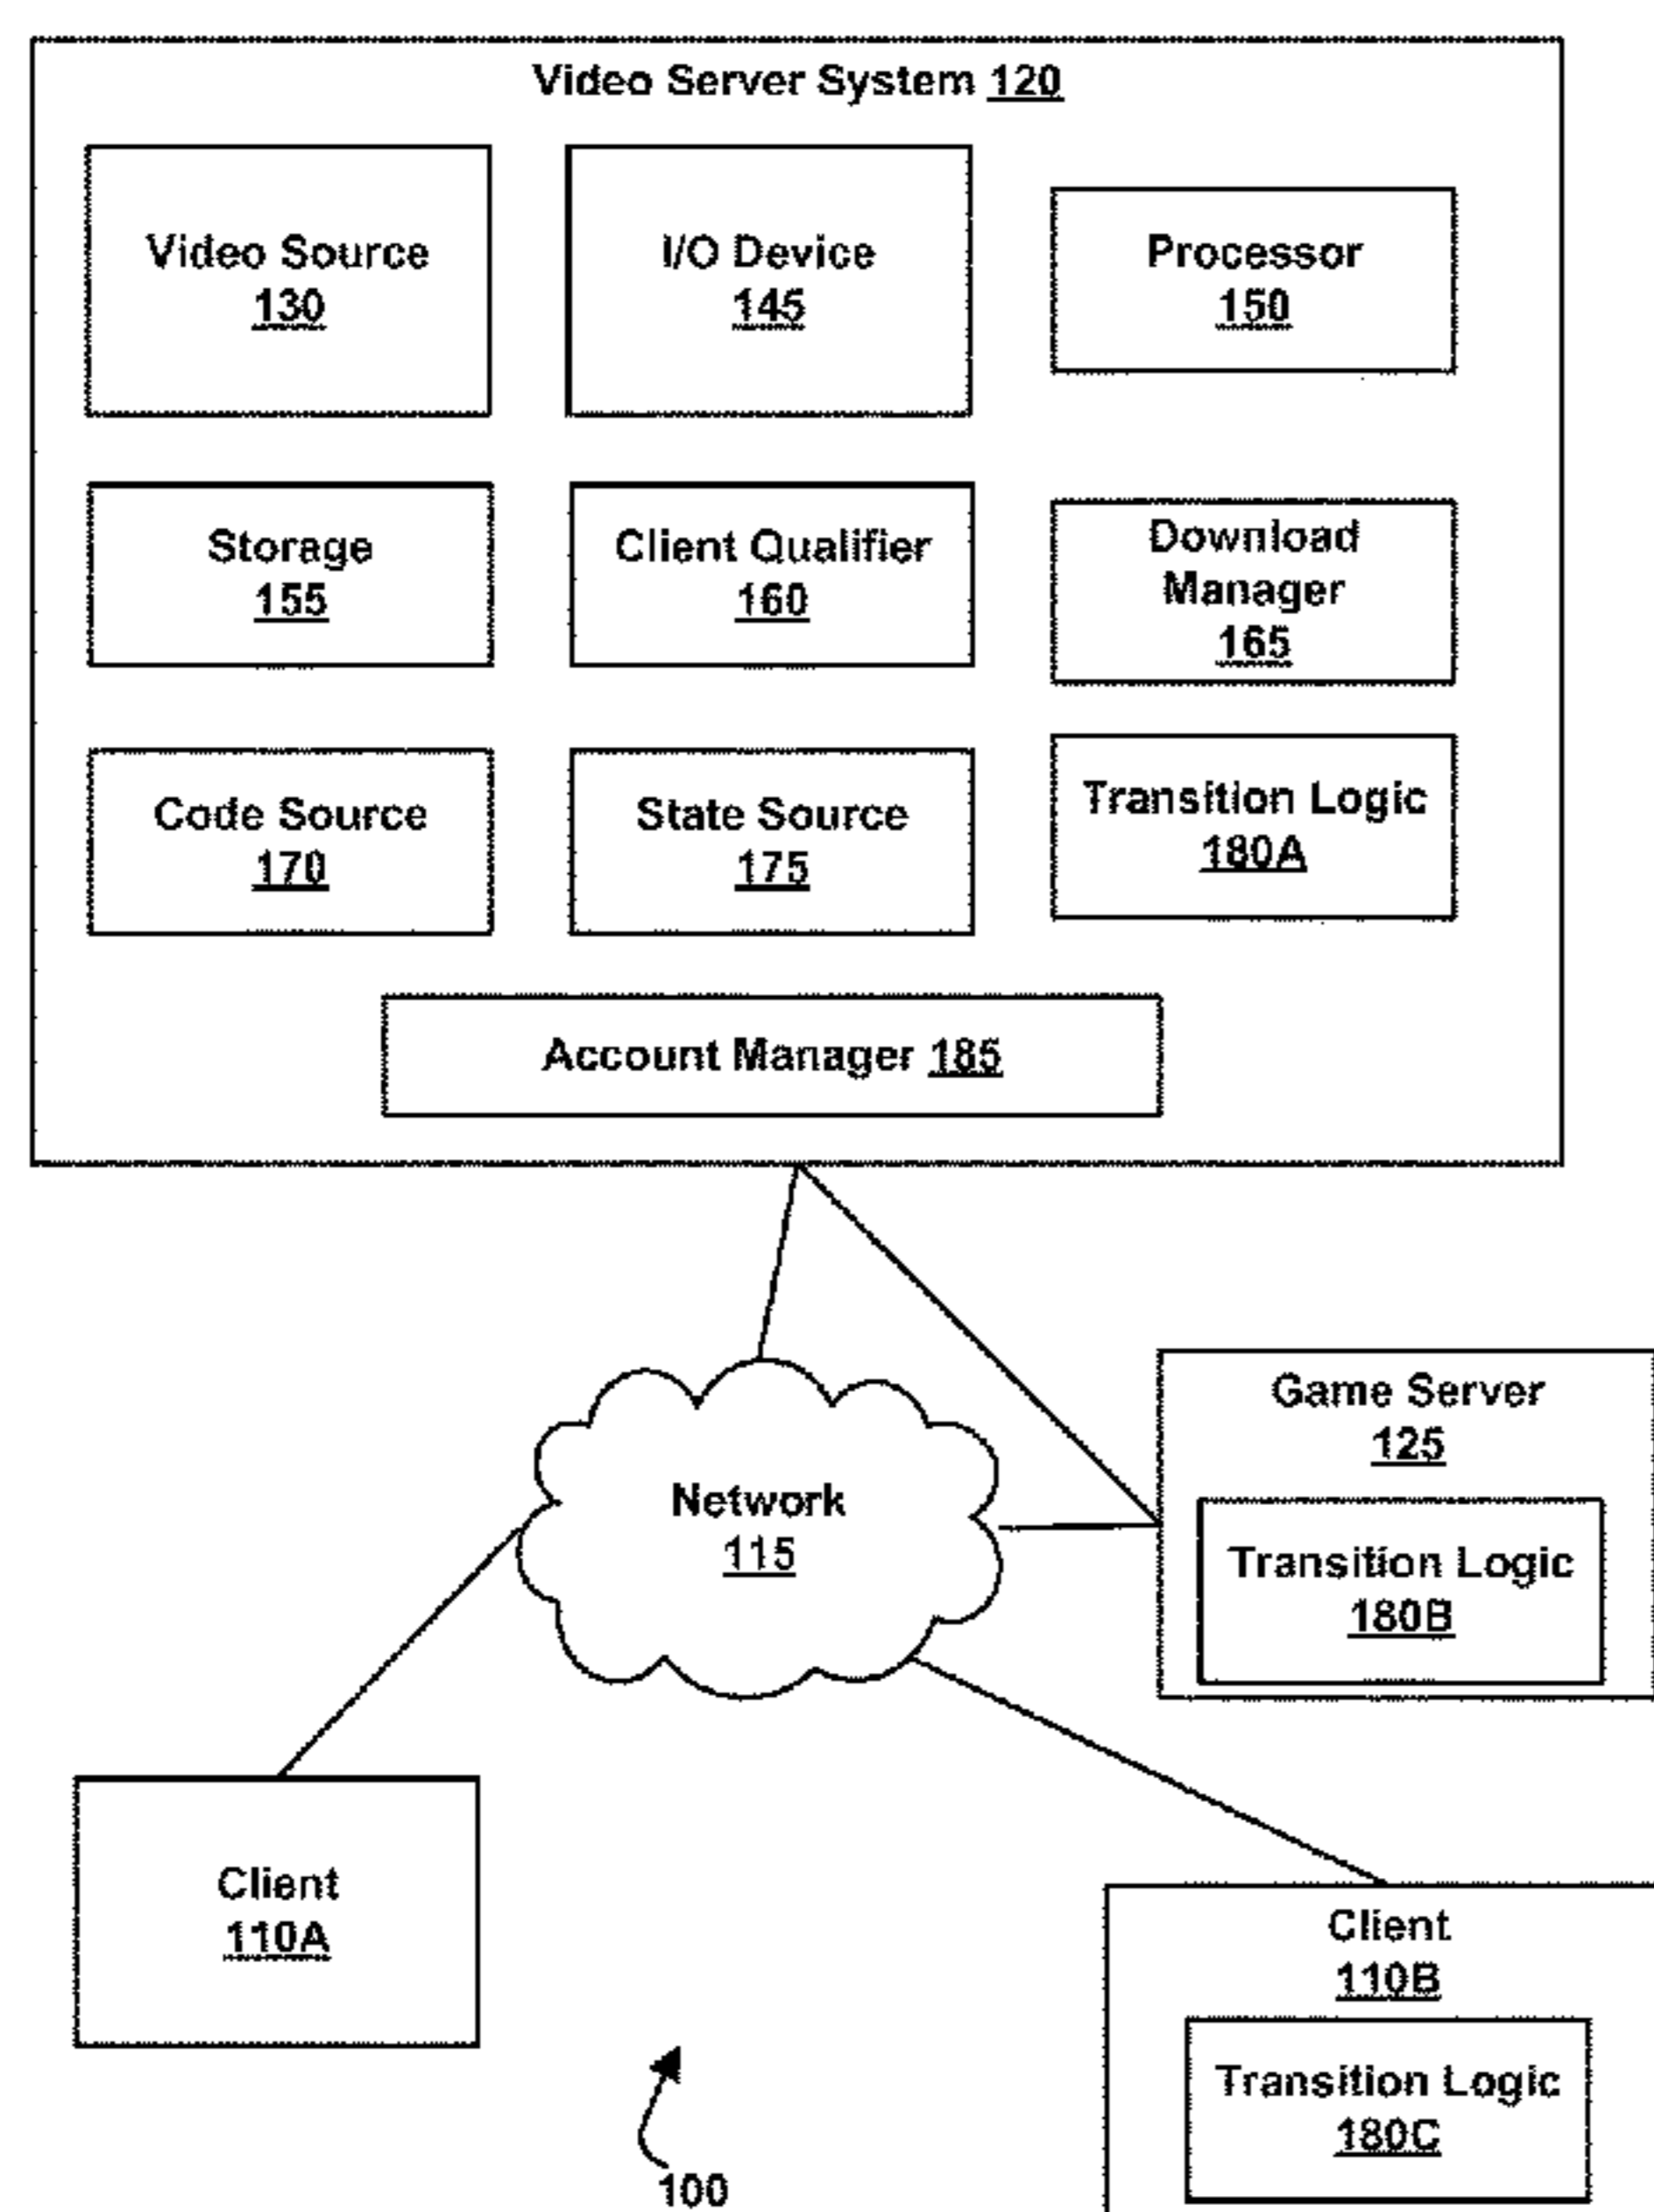 Video Server System 120
Video Source
130
I/O Device
145
Processor
150
Storage
155
Client Qualifier
160
Download
Manager
165
Code Source
170
State Source
175
Transition Logic
180A
Account Manager 185
Game Server
125
Transition Logic
180B
Network
115
Client
110A
Client
110B
Transition Logic
180C
100